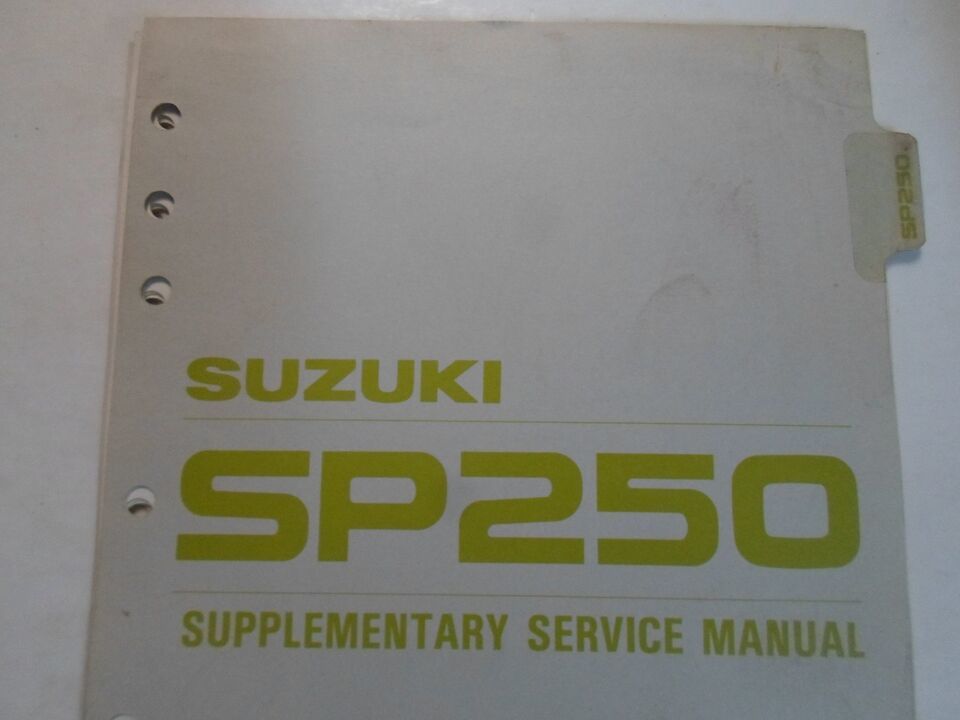 SP250
SUZUKI
SP250
SUPPLEMENTARY SERVICE MANUAL